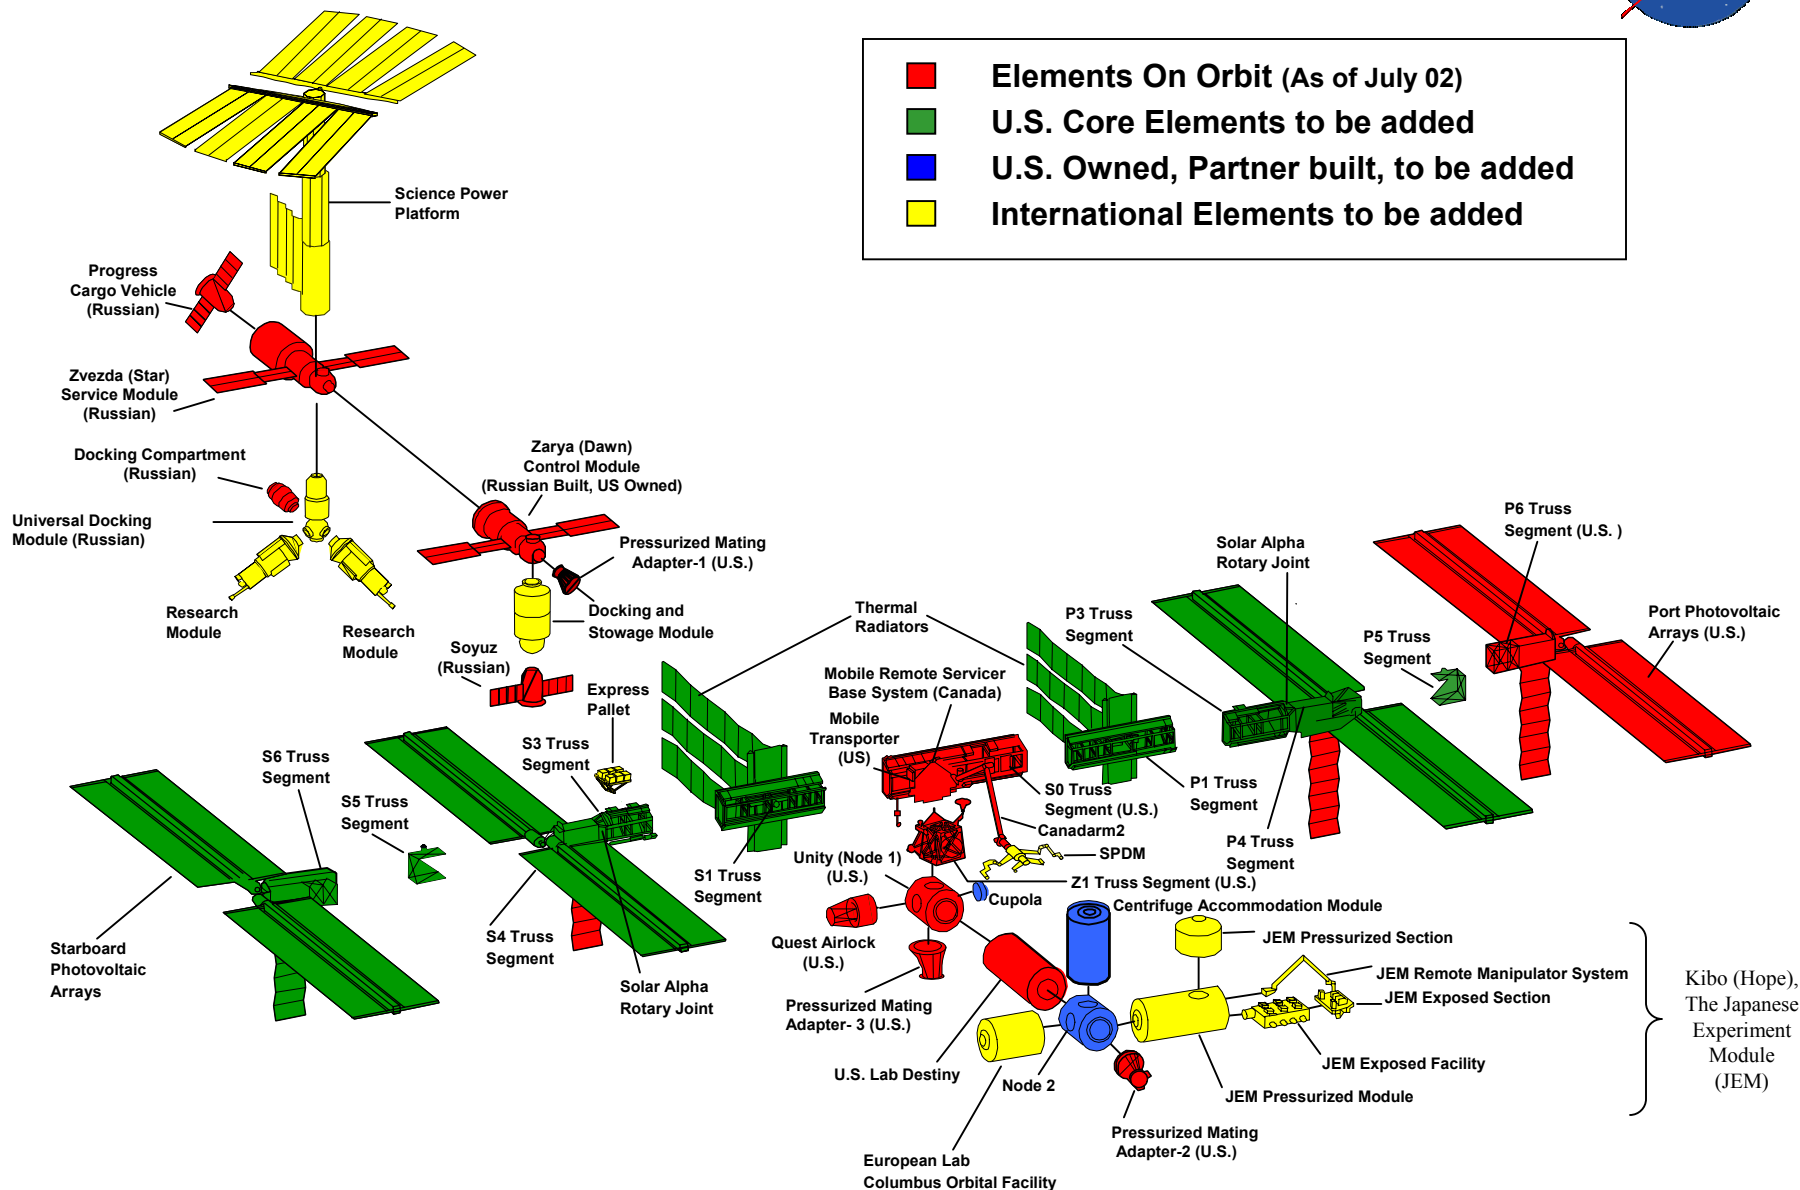 Elements On Orbit (As of July 02)
U.S. Core Elements to be added
U.S. Owned, Partner built, to be added
International Elements to be added
Science Power
Platform
Progress
Cargo Vehicle
(Russian)
Zvezda (Star)
Service Module
(Russian)
Docking Compartment
(Russian)
Universal Docking
Module (Russian)
Research
Module
Research
Module
Zarya (Dawn)
Control Module
(Russian Built, US Owned)
Pressurized Mating
Adapter-1 (U.S.)
Docking and
Stowage Module
Soyuz
(Russian)
Express
Pallet
Thermal
Radiators
Mobile Remote Servicer
Base System (Canada)
Mobile
Transporter
(US)
P3 Truss
Segment
Solar Alpha
Rotary Joint
P6 Truss
Segment (U.S. )
P5 Truss
Segment
Port Photovoltaic
Arrays (U.S.)
S6 Truss
Segment
S5 Truss
Segment
S3 Truss
Segment
S0 Truss
Segment (U.S.)
P1 Truss
Segment
Canadarm2
P4 Truss
Segment
SPDM
S1 Truss
Segment
Unity (Node 1)
(U.S.)
Z1 Truss Segment (U.S.)
Cupola
Centrifuge Accommodation Module
Starboard
Photovoltaic
Arrays
S4 Truss
Segment
Solar Alpha
Rotary Joint
Quest Airlock
(U.S.)
Pressurized Mating
Adapter- 3 (U.S.)
U.S. Lab Destiny
Node 2
JEM Pressurized Section
JEM Remote Manipulator System
JEM Exposed Section
JEM Exposed Facility
JEM Pressurized Module
Kibo (Hope),
The Japanese
Experiment
Module
(JEM)
Pressurized Mating
Adapter-2 (U.S.)
European Lab
Columbus Orbital Facility